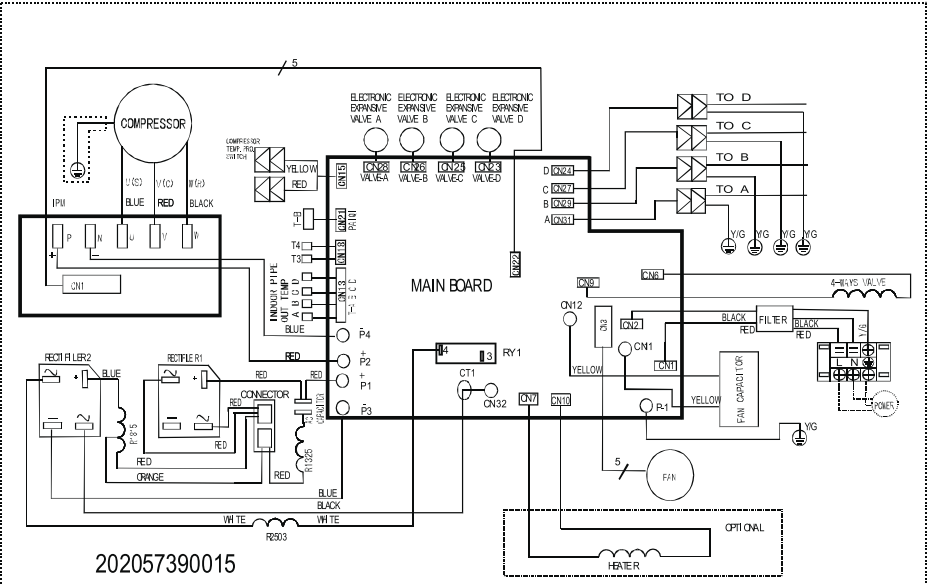 5
ELECTRONIC EXPANSIVE VALVE A
ELECTRONIC EXPANSIVE VALVE B
ELECTRONIC EXPANSIVE VALVE C
ELECTRONIC EXPANSIVE VALVE D
TO D
TO C
TO B
TO A
COMPRESSOR
COMPRESSOR TEMP. PRO. SWITCH
YELLOW
RED
CN15
CN28
CN26
CN25
CN23
VALVE-A
VALVE-B
VALVE-C
VALVE-D
D CN24
C CN27
B CN29
A CN31
U(S)
V(C)
W(R)
BLUE
RED
BLACK
IPM
P
N
U
V
W
+
-
CN1
T-B
CN21
T4
T3
CN18
INDOOR PIPE
OUT TEMP
A B C D
CN13
Y/G
Y/G
Y/G
Y/G
CN22
MAIN BOARD
CN9
CN6
4-WAYS VALVE
CN12
CN3
CN2
CN11
CN1
BLACK
RED
FILTER
BLACK
RED
L
N
POWER
BLUE
P4
RED
+
P2
+
P1
P3
4
3
RY1
CT1
CN32
CN7
CN10
YELLOW
YELLOW
P-1
FAN CAPACITOR
Y/G
5
FAN
RECTIFILER2
RECTIFILER1
BLUE
RED
RED
CONNECTOR
RED
RED
RED
ORANGE
RED
R1325
BLUE
BLACK
WHITE
WHITE
R2503
OPTIONAL
HEATER
202057390015